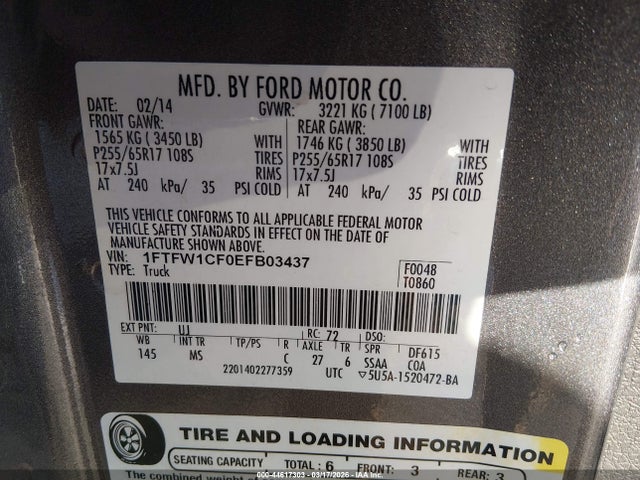 MFD. BY FORD MOTOR CO.
DATE: 02/14 GVWR: 3221 KG ( 7100 LB)
FRONT GAWR: REAR GAWR:
1565 KG ( 3450 LB) WITH 1746 KG ( 3850 LB) WITH
P255/65R17 108S TIRES P255/65R17 108S TIRES
17x7.5J RIMS 17x7.5J RIMS
AT 240 kPa/ 35 PSI COLD AT 240 kPa/ 35 PSI COLD
THIS VEHICLE CONFORMS TO ALL APPLICABLE FEDERAL MOTOR
VEHICLE SAFETY STANDARDS IN EFFECT ON THE DATE OF
MANUFACTURE SHOWN ABOVE.
VIN: 1FTFW1CF0EFB03437 F0048
TYPE: Truck T0860
EXT PNT: UJ RC: 72 DSO:
WB INT TR TP/PS R AXLE TR SPR DF615
145 MS C 27 6 SSAA COA
2201402277359 UTC ▽5U5A-1520472-BA
TIRE AND LOADING INFORMATION
SEATING CAPACITY TOTAL : 6 FRONT: 3 REAR: 3
The combined weight of
000-44617303 - 03/17/2026 - IAAI